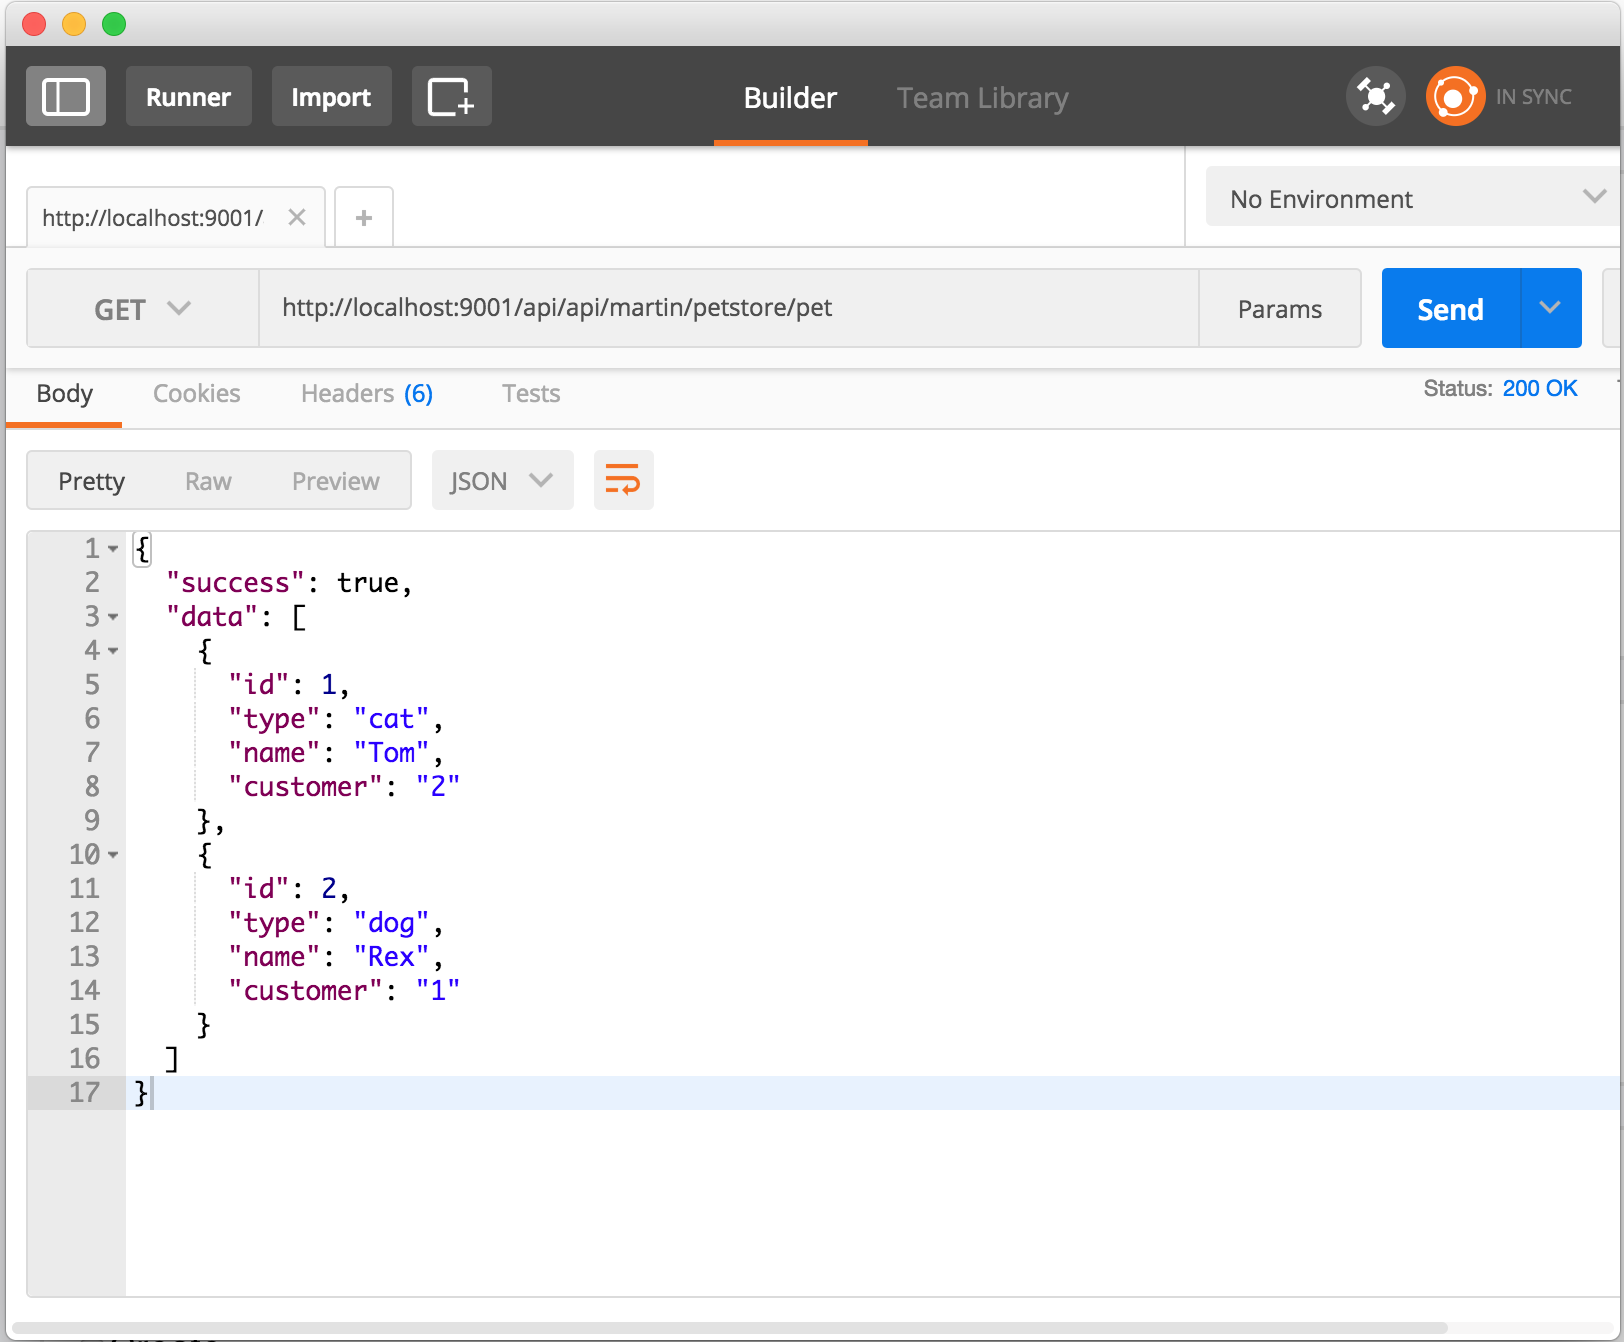 Runner Import Builder Team Library IN SYNC
http://localhost:9001/ No Environment
GET http://localhost:9001/api/api/martin/petstore/pet Params Send
Body Cookies Headers (6) Tests Status: 200 OK
Pretty Raw Preview JSON
1 {
2 "success": true,
3 "data": [
4 {
5 "id": 1,
6 "type": "cat",
7 "name": "Tom",
8 "customer": "2"
9 },
10 {
11 "id": 2,
12 "type": "dog",
13 "name": "Rex",
14 "customer": "1"
15 }
16 ]
17 }